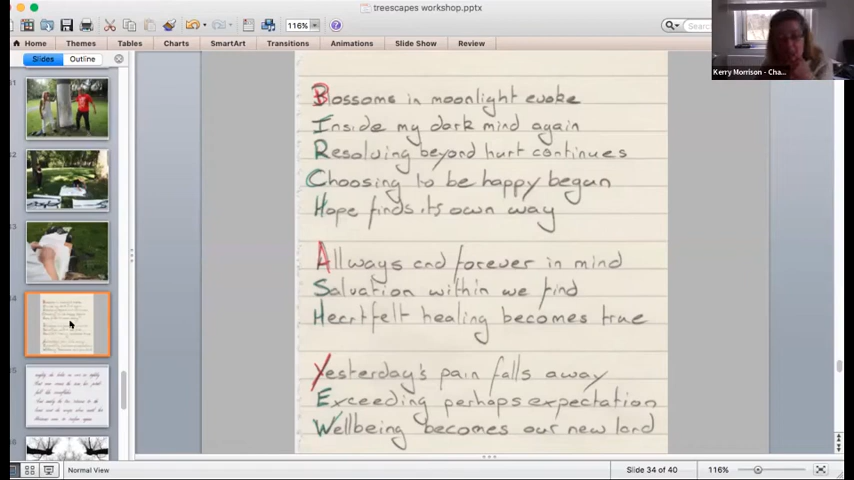 treescapes workshop.pptx
116%
Search
Home Themes Tables Charts SmartArt Transitions Animations Slide Show Review
Kerry Morrison - Cha...
Slides Outline
Blossoms in moonlight evoke
Inside my dark mind again
Resolving beyond hurt continues
Choosing to be happy began
Hope finds its own way
Allways and forever in mind
Salvation within we find
Heartfelt healing becomes true
Yesterday's pain falls away
Exceeding perhaps expectation
Wellbeing becomes our new lord
Normal View
Slide 34 of 40
116%